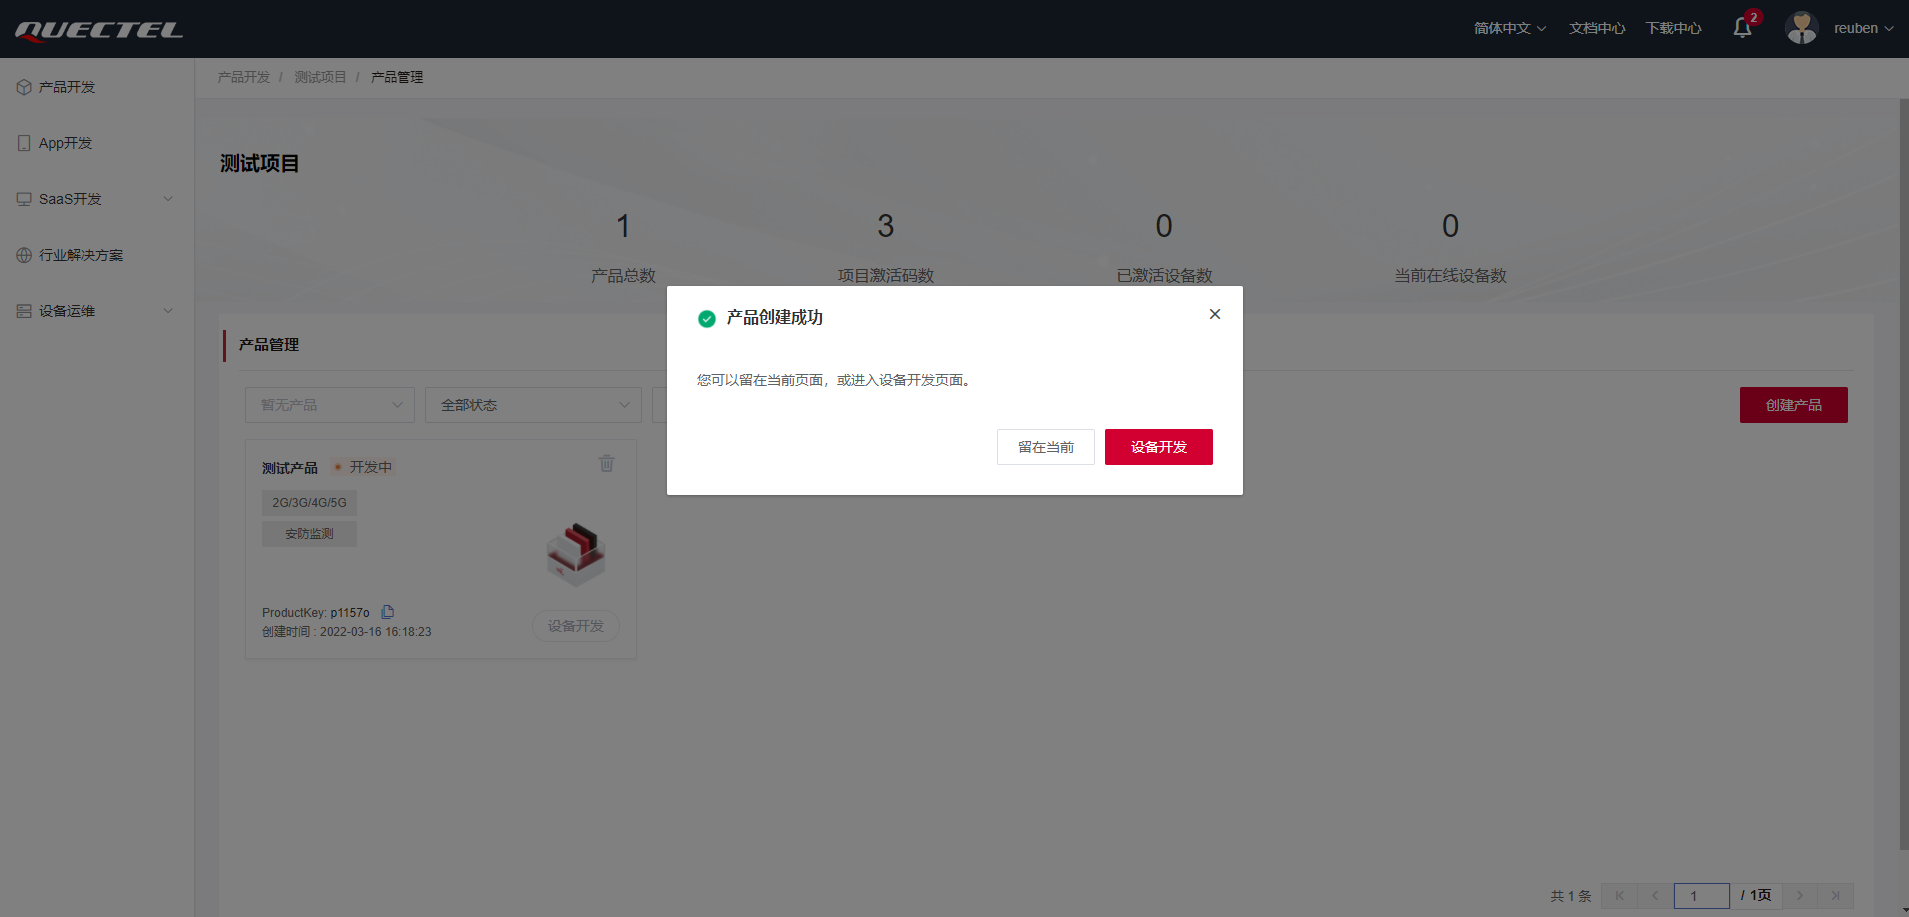 QUECTEL
简体中文
文档中心
下载中心
2
reuben
产品开发
App开发
SaaS开发
行业解决方案
设备运维
产品开发 / 测试项目 / 产品管理
测试项目
1
产品总数
3
项目激活码数
0
已激活设备数
0
当前在线设备数
产品管理
暂无产品
全部状态
创建产品
测试产品
开发中
2G/3G/4G/5G
安防监测
ProductKey: p1157o
创建时间 : 2022-03-16 16:18:23
设备开发
产品创建成功
您可以留在当前页面，或进入设备开发页面。
留在当前
设备开发
共 1 条
1
/ 1页